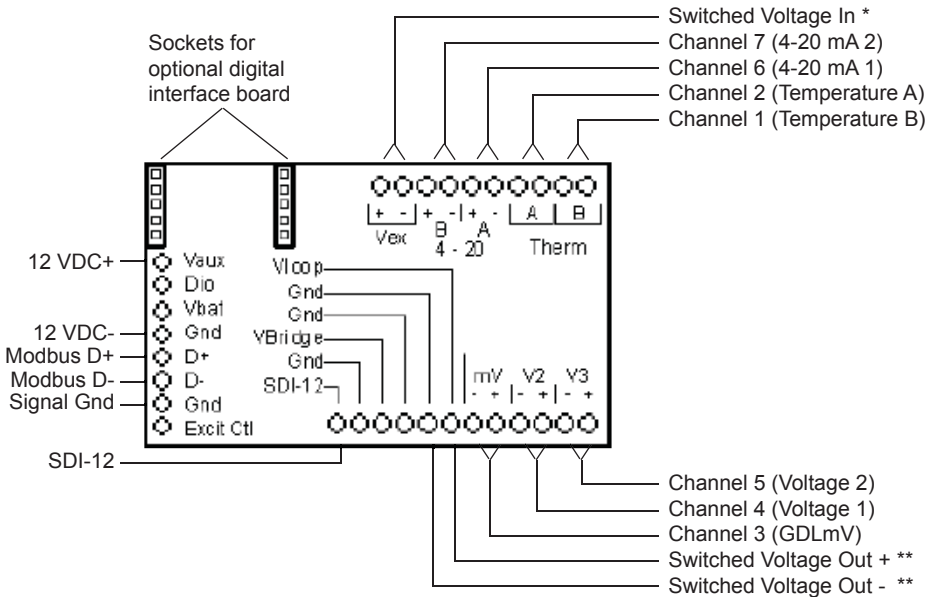 Switched Voltage In *
Channel 7 (4-20 mA 2)
Channel 6 (4-20 mA 1)
Channel 2 (Temperature A)
Channel 1 (Temperature B)
Sockets for
optional digital
interface board
+ - + - + - A B
Vex B A Therm
4 - 20
12 VDC+
Vaux
Dio
Vbat
12 VDC-
Gnd
Modbus D+
D+
Modbus D-
D-
Signal Gnd
Gnd
Excit Ctl
SDI-12
Vloop
Gnd
Gnd
VBridge
Gnd
SDI-12
mV V2 V3
- + - + - +
Channel 5 (Voltage 2)
Channel 4 (Voltage 1)
Channel 3 (GDLmV)
Switched Voltage Out + **
Switched Voltage Out - **